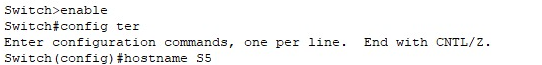 Switch>enable
Switch#config ter
Enter configuration commands, one per line.  End with CNTL/Z.
Switch(config)#hostname S5